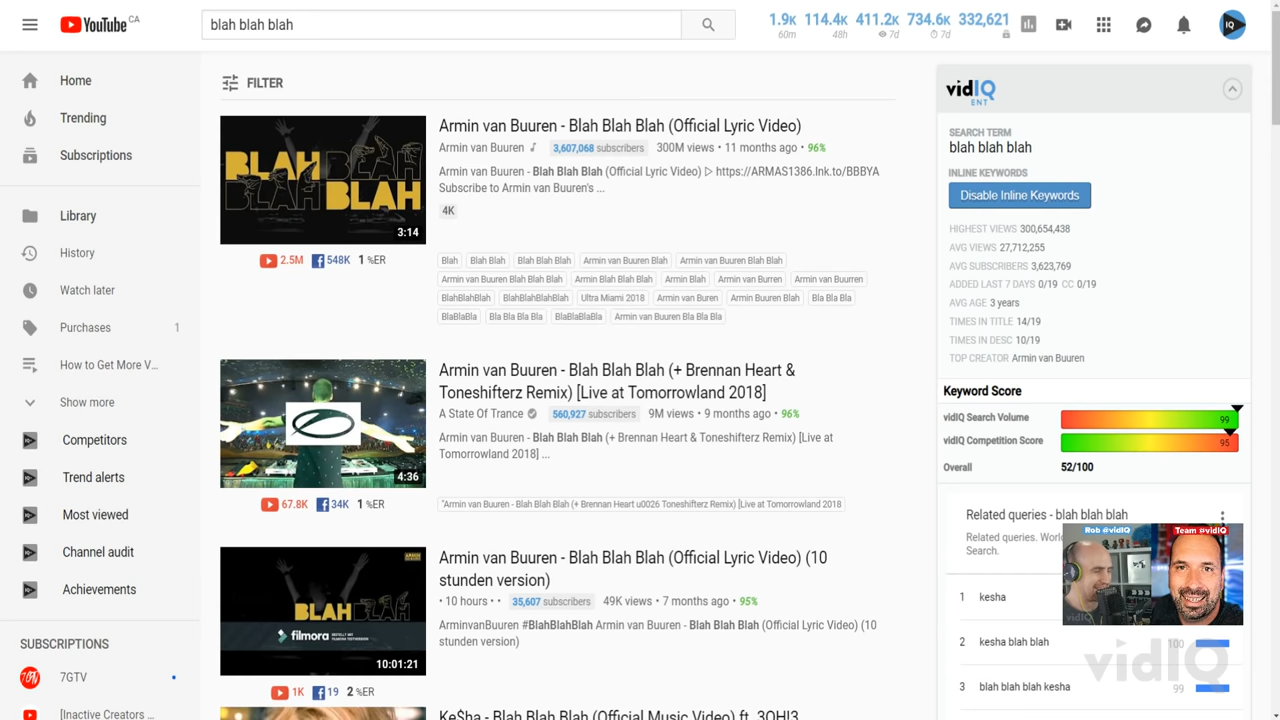 YouTube CA
blah blah blah
1.9K 114.4K 411.2K 734.6K 332,621
60m 48h 7d 7d
IQ
Home
Trending
Subscriptions
Library
History
Watch later
Purchases 1
How to Get More V...
Show more
Competitors
Trend alerts
Most viewed
Channel audit
Achievements
SUBSCRIPTIONS
7GTV
[Inactive Creators ...
FILTER
BLAH BLAH
BLAH BLAH
3:14
Armin van Buuren - Blah Blah Blah (Official Lyric Video)
Armin van Buuren 3,607,068 subscribers 300M views • 11 months ago • 96%
Armin van Buuren - Blah Blah Blah (Official Lyric Video) ▷ https://ARMAS1386.lnk.to/BBBYA
Subscribe to Armin van Buuren's ...
4K
2.5M 548K 1 %ER
Blah Blah Blah Blah Blah Blah Armin van Buuren Blah Armin van Buuren Blah Blah
Armin van Buuren Blah Blah Blah Armin Blah Blah Blah Armin Blah Armin van Burren Armin van Buurren
BlahBlahBlah BlahBlahBlahBlah Ultra Miami 2018 Armin van Buren Armin Buuren Blah Bla Bla Bla
BlaBlaBla Bla Bla Bla Bla BlaBlaBlaBla Armin van Buuren Bla Bla Bla
4:36
Armin van Buuren - Blah Blah Blah (+ Brennan Heart &
Toneshifterz Remix) [Live at Tomorrowland 2018]
A State Of Trance 560,927 subscribers 9M views • 9 months ago • 96%
Armin van Buuren - Blah Blah Blah (+ Brennan Heart & Toneshifterz Remix) [Live at
Tomorrowland 2018] ...
67.8K 34K 1 %ER
"Armin van Buuren - Blah Blah Blah (+ Brennan Heart u0026 Toneshifterz Remix) [Live at Tomorrowland 2018
BLAH BLAH
filmora
10:01:21
Armin van Buuren - Blah Blah Blah (Official Lyric Video) (10
stunden version)
• 10 hours • • 35,607 subscribers 49K views • 7 months ago • 95%
ArminvanBuuren #BlahBlahBlah Armin van Buuren - Blah Blah Blah (Official Lyric Video) (10
stunden version)
1K 19 2 %ER
Ke$ha - Blah Blah Blah (Official Music Video) ft. 3OH!3
vidIQ
ENT
SEARCH TERM
blah blah blah
INLINE KEYWORDS
Disable Inline Keywords
HIGHEST VIEWS 300,654,438
AVG VIEWS 27,712,255
AVG SUBSCRIBERS 3,623,769
ADDED LAST 7 DAYS 0/19 CC 0/19
AVG AGE 3 years
TIMES IN TITLE 14/19
TIMES IN DESC 10/19
TOP CREATOR Armin van Buuren
Keyword Score
vidIQ Search Volume 99
vidIQ Competition Score 95
Overall 52/100
Related queries - blah blah blah
Related queries.
Search.
Rob @vidIQ Team @vidIQ
vidIQ
1 kesha
2 kesha blah blah 100
3 blah blah blah kesha 99
vidIQ